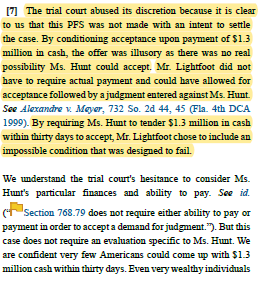 [7] The trial court abused its discretion because it is clear
to us that this PFS was not made with an intent to settle
the case. By conditioning acceptance upon payment of $1.3
million in cash, the offer was illusory as there was no real
possibility Ms. Hunt could accept. Mr. Lightfoot did not
have to require actual payment and could have allowed for
acceptance followed by a judgment entered against Ms. Hunt.
See Alexandre v. Meyer, 732 So. 2d 44, 45 (Fla. 4th DCA
1999). By requiring Ms. Hunt to tender $1.3 million in cash
within thirty days to accept, Mr. Lightfoot chose to include an
impossible condition that was designed to fail.
We understand the trial court's hesitance to consider Ms.
Hunt's particular finances and ability to pay. See id.
("Section 768.79 does not require either ability to pay or
payment in order to accept a demand for judgment."). But this
case does not require an evaluation specific to Ms. Hunt. We
are confident very few Americans could come up with $1.3
million cash within thirty days. Even very wealthy individuals